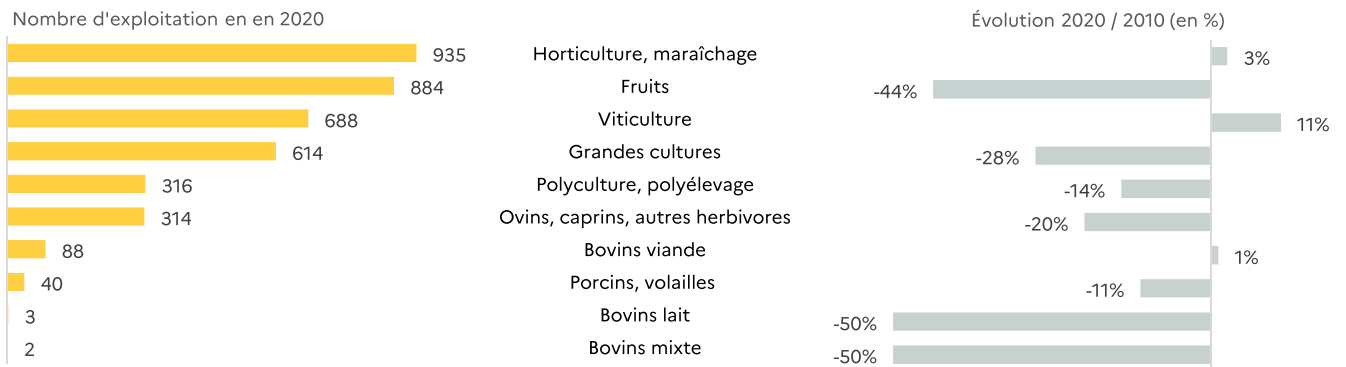 Nombre d'exploitation en en 2020
Évolution 2020 / 2010 (en %)
935 Horticulture, maraîchage 3%
884 Fruits -44%
688 Viticulture 11%
614 Grandes cultures -28%
316 Polyculture, polyélevage -14%
314 Ovins, caprins, autres herbivores -20%
88 Bovins viande 1%
40 Porcins, volailles -11%
3 Bovins lait -50%
2 Bovins mixte -50%